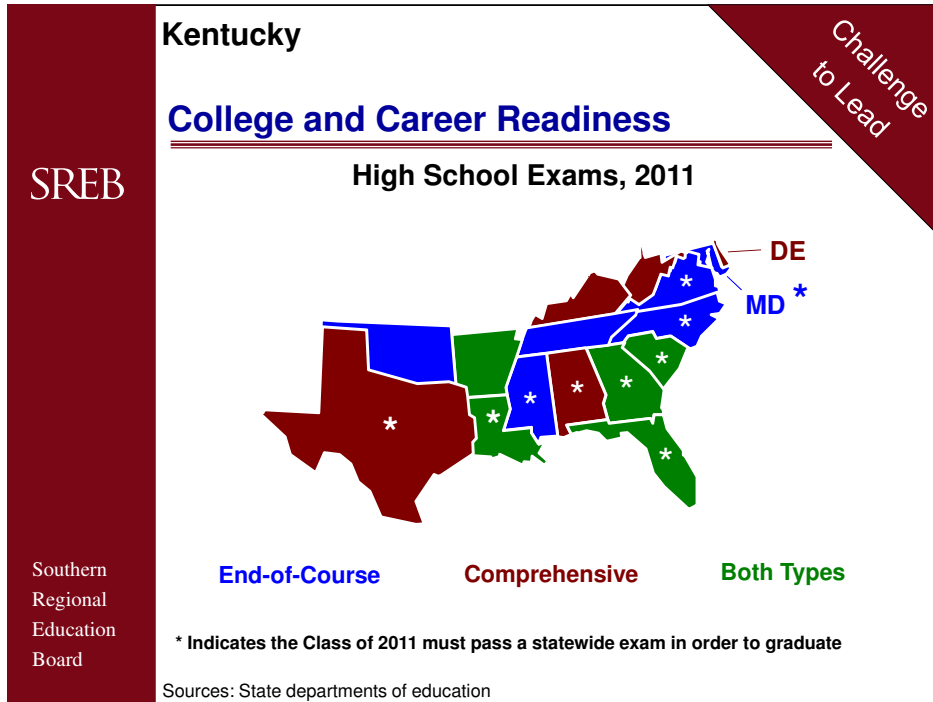 Kentucky
Challenge
to Lead
College and Career Readiness
SREB
High School Exams, 2011
DE
MD *
*
*
*
*
*
*
*
*
*
End-of-Course
Comprehensive
Both Types
Southern
Regional
Education
Board
* Indicates the Class of 2011 must pass a statewide exam in order to graduate
Sources: State departments of education